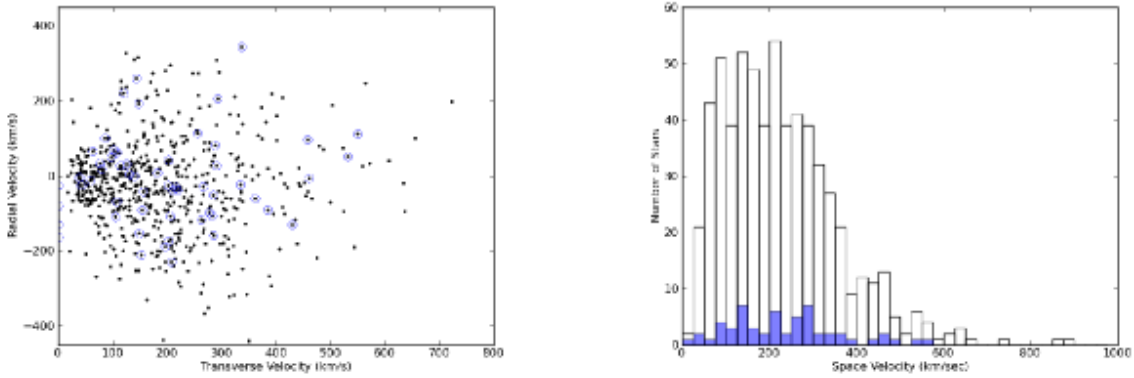 400
200
0
−200
−400
Radial Velocity (km/s)
0 100 200 300 400 500 600 700 800
Transverse Velocity (km/s)
60
50
40
30
20
10
0
Number of Stars
0 200 400 600 800 1000
Space Velocity (km/sec)